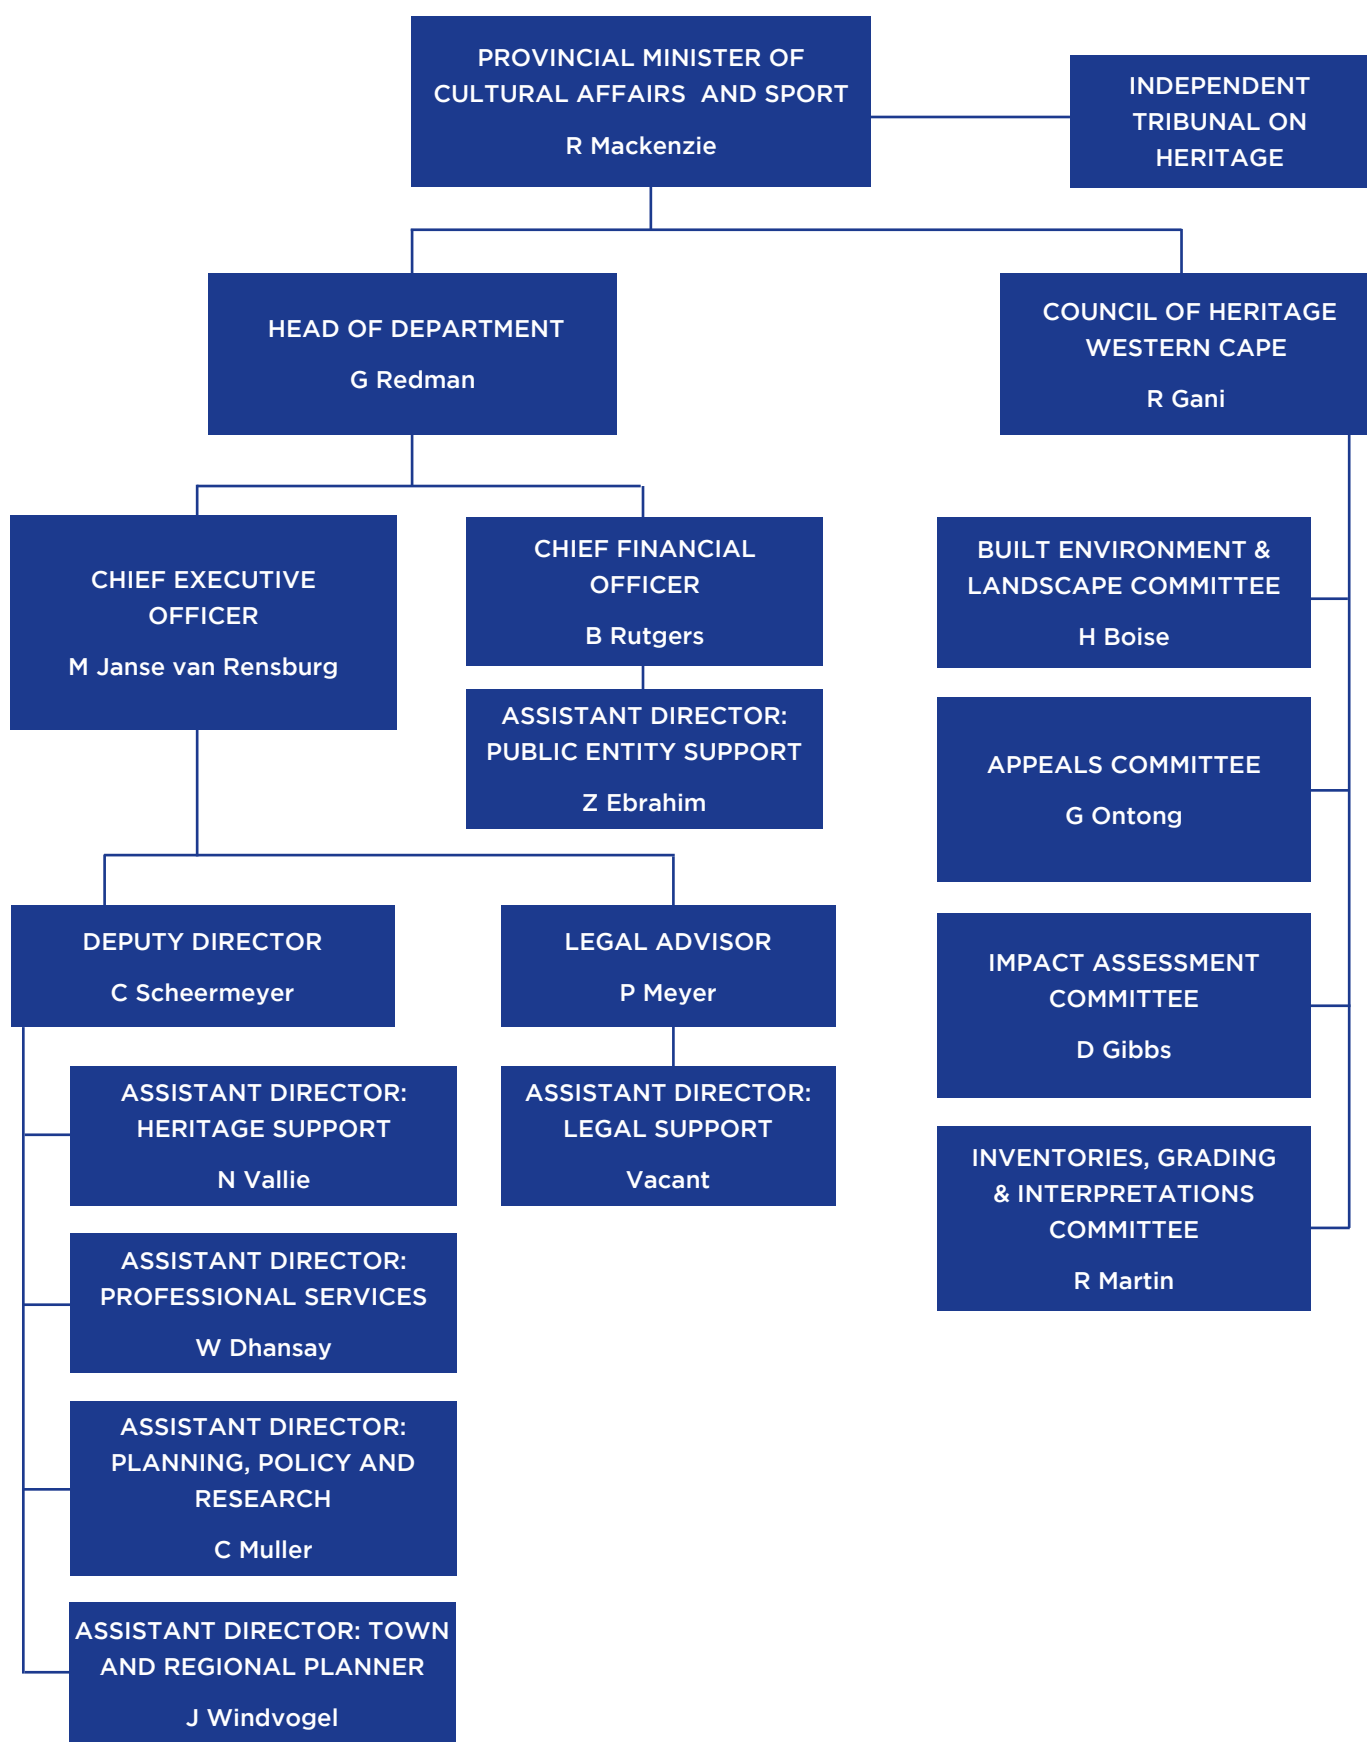 PROVINCIAL MINISTER OF
CULTURAL AFFAIRS AND SPORT
R Mackenzie
INDEPENDENT
TRIBUNAL ON
HERITAGE
HEAD OF DEPARTMENT
G Redman
COUNCIL OF HERITAGE
WESTERN CAPE
R Gani
CHIEF EXECUTIVE
OFFICER
M Janse van Rensburg
CHIEF FINANCIAL
OFFICER
B Rutgers
ASSISTANT DIRECTOR:
PUBLIC ENTITY SUPPORT
Z Ebrahim
DEPUTY DIRECTOR
C Scheermeyer
LEGAL ADVISOR
P Meyer
ASSISTANT DIRECTOR:
HERITAGE SUPPORT
N Vallie
ASSISTANT DIRECTOR:
LEGAL SUPPORT
Vacant
ASSISTANT DIRECTOR:
PROFESSIONAL SERVICES
W Dhansay
ASSISTANT DIRECTOR:
PLANNING, POLICY AND
RESEARCH
C Muller
ASSISTANT DIRECTOR: TOWN
AND REGIONAL PLANNER
J Windvogel
BUILT ENVIRONMENT &
LANDSCAPE COMMITTEE
H Boise
APPEALS COMMITTEE
G Ontong
IMPACT ASSESSMENT
COMMITTEE
D Gibbs
INVENTORIES, GRADING
& INTERPRETATIONS
COMMITTEE
R Martin